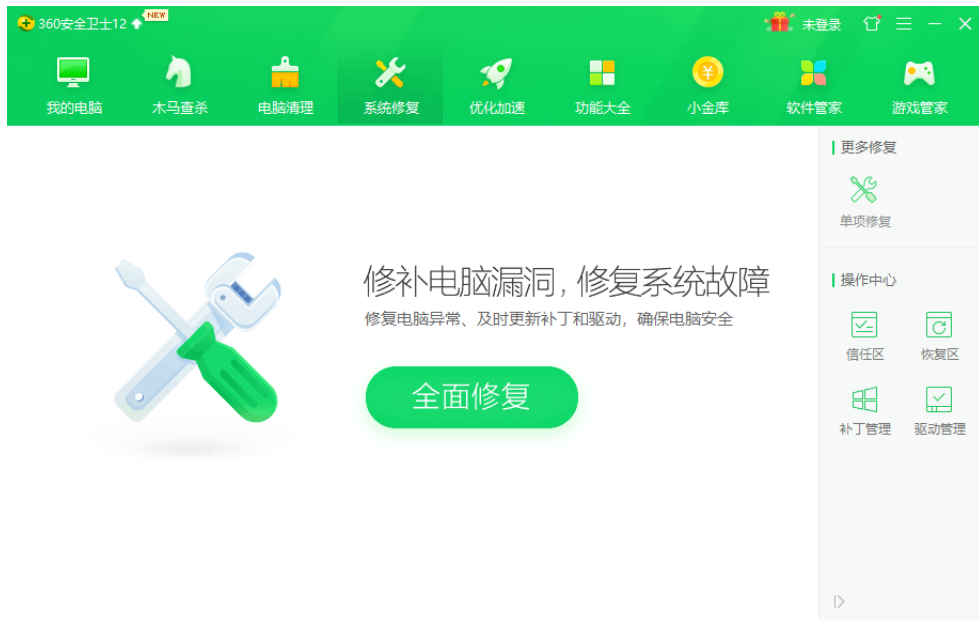 360安全卫士12 NEW 未登录
我的电脑 木马查杀 电脑清理 系统修复 优化加速 功能大全 小金库 软件管家 游戏管家
更多修复
单项修复
修补电脑漏洞, 修复系统故障
修复电脑异常、及时更新补丁和驱动，确保电脑安全
全面修复
操作中心
信任区 恢复区
补丁管理 驱动管理